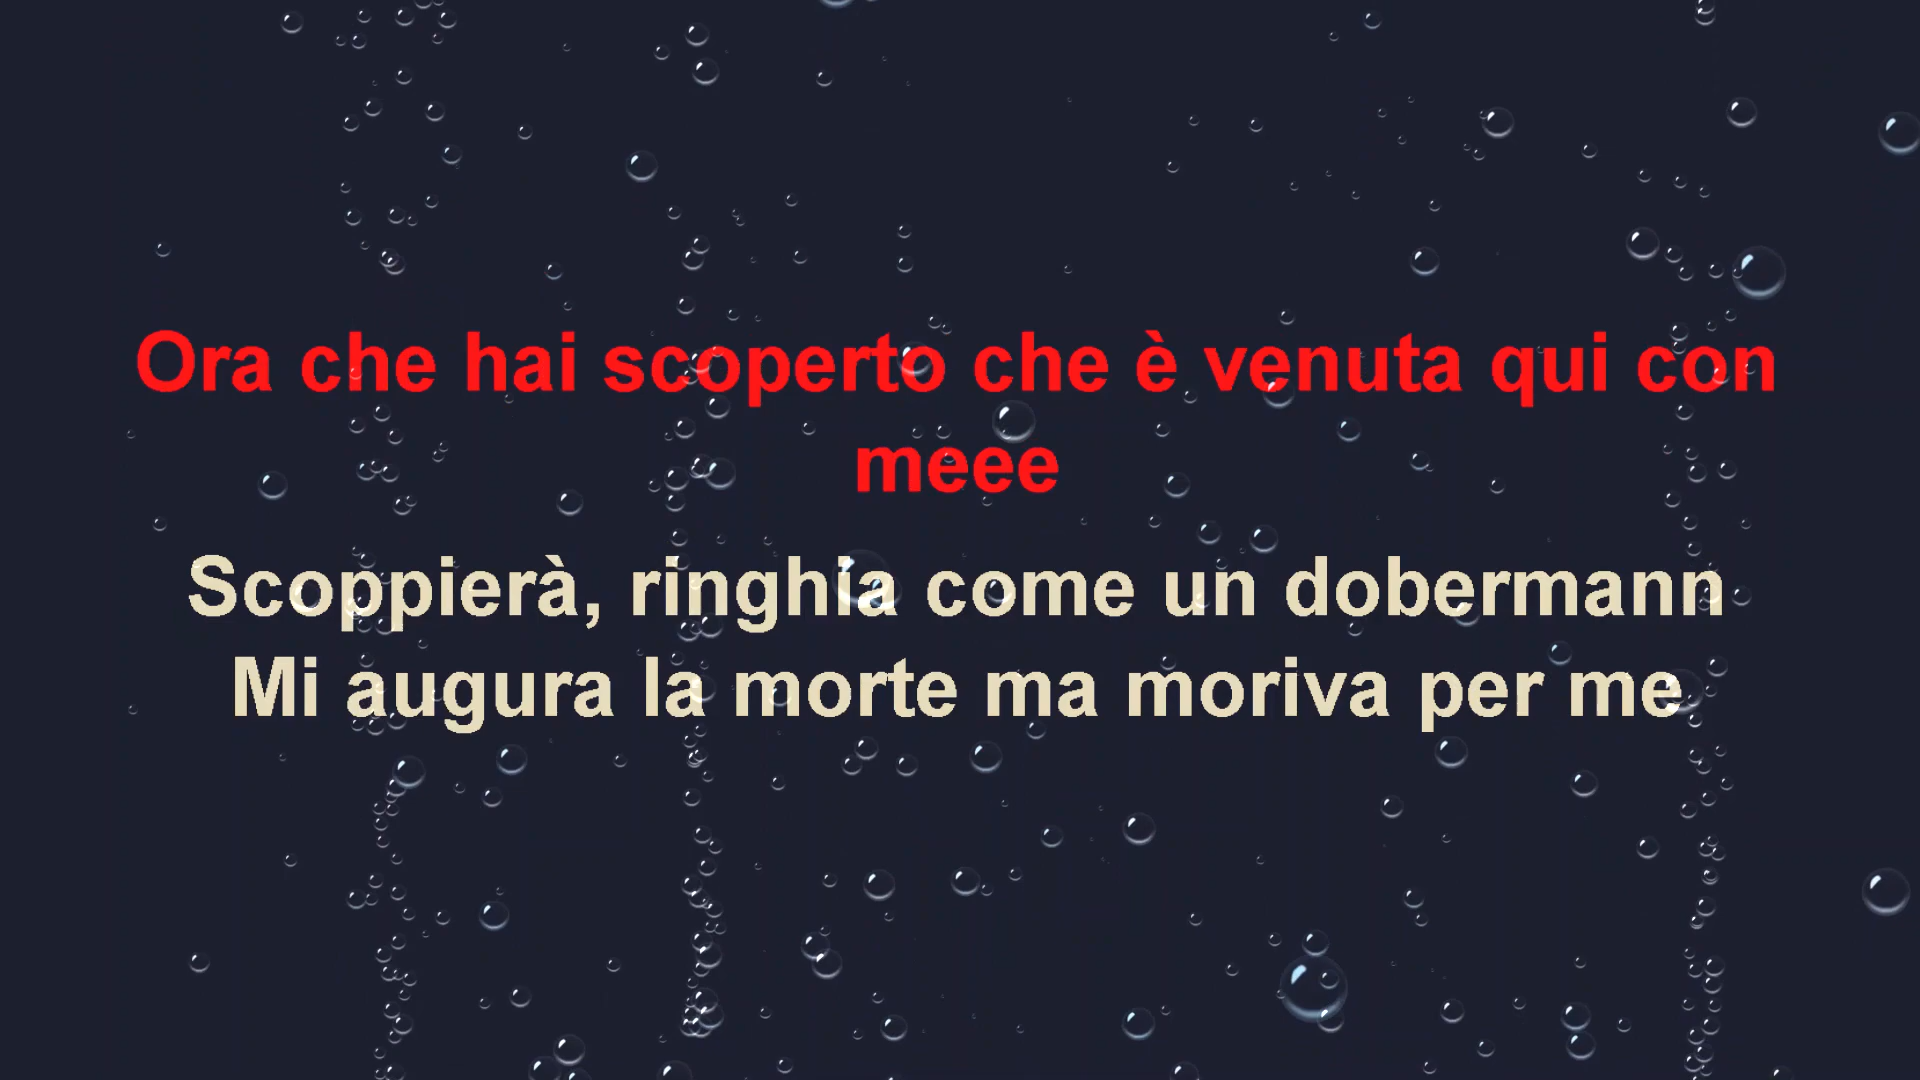 Ora che hai scoperto che è venuta qui con
meee
Scoppierà, ringhia come un dobermann
Mi augura la morte ma moriva per me